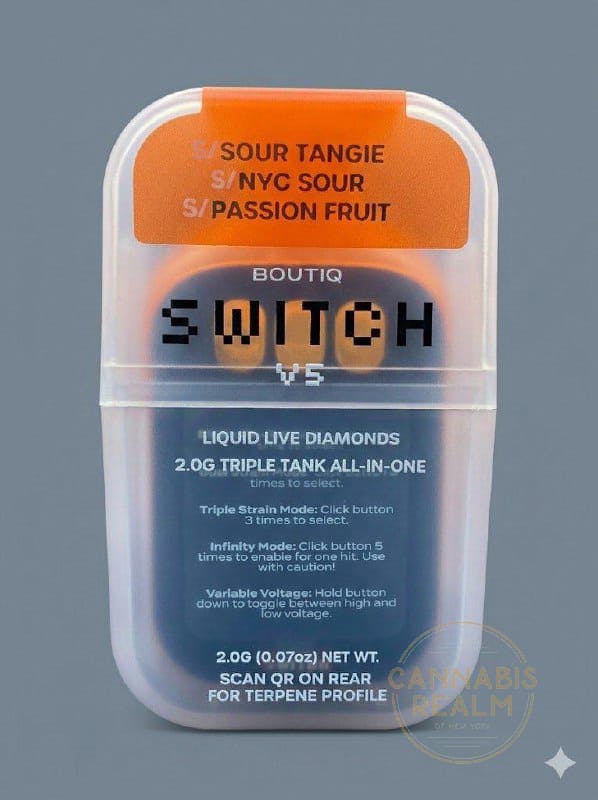 S/SOUR TANGIE
S/NYC SOUR
S/PASSION FRUIT
BOUTIQ
SWITCH
V5
LIQUID LIVE DIAMONDS
2.0G TRIPLE TANK ALL-IN-ONE
times to select.
Triple Strain Mode: Click button
3 times to select.
Infinity Mode: Click button 5
times to enable for one hit. Use
with caution!
Variable Voltage: Hold button
down to toggle between high and
low voltage.
2.0G (0.07oz) NET WT.
SCAN QR ON REAR
FOR TERPENE PROFILE
CANNABIS
REALM
OF NEW YORK